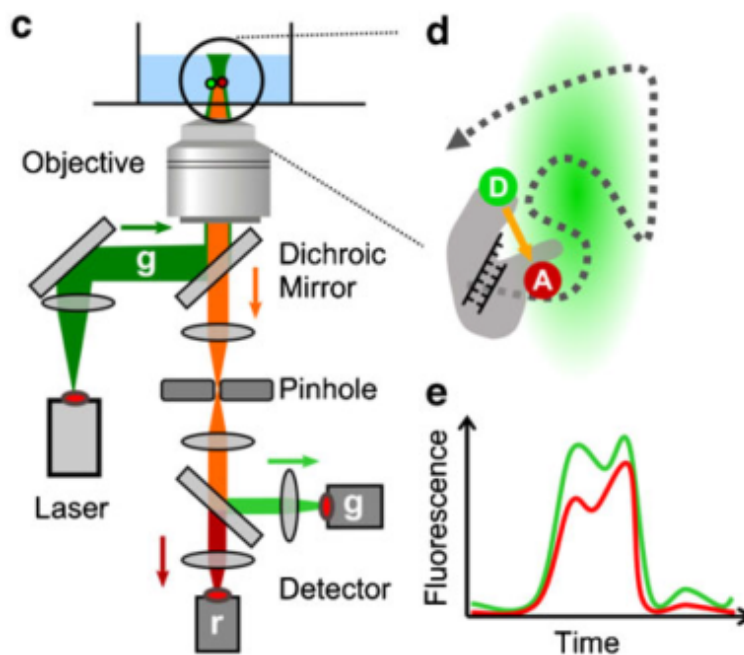 c
d
Objective
D
g
Dichroic
Mirror
A
Pinhole
e
Laser
g
Detector
r
Fluorescence
Time